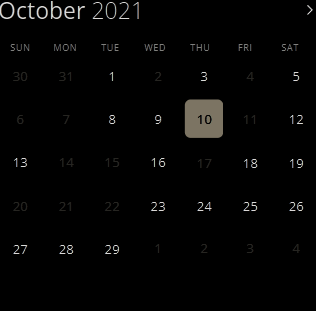 October 2021
SUN MON TUE WED THU FRI SAT
30 31 1 2 3 4 5
6 7 8 9 10 11 12
13 14 15 16 17 18 19
20 21 22 23 24 25 26
27 28 29 1 2 3 4